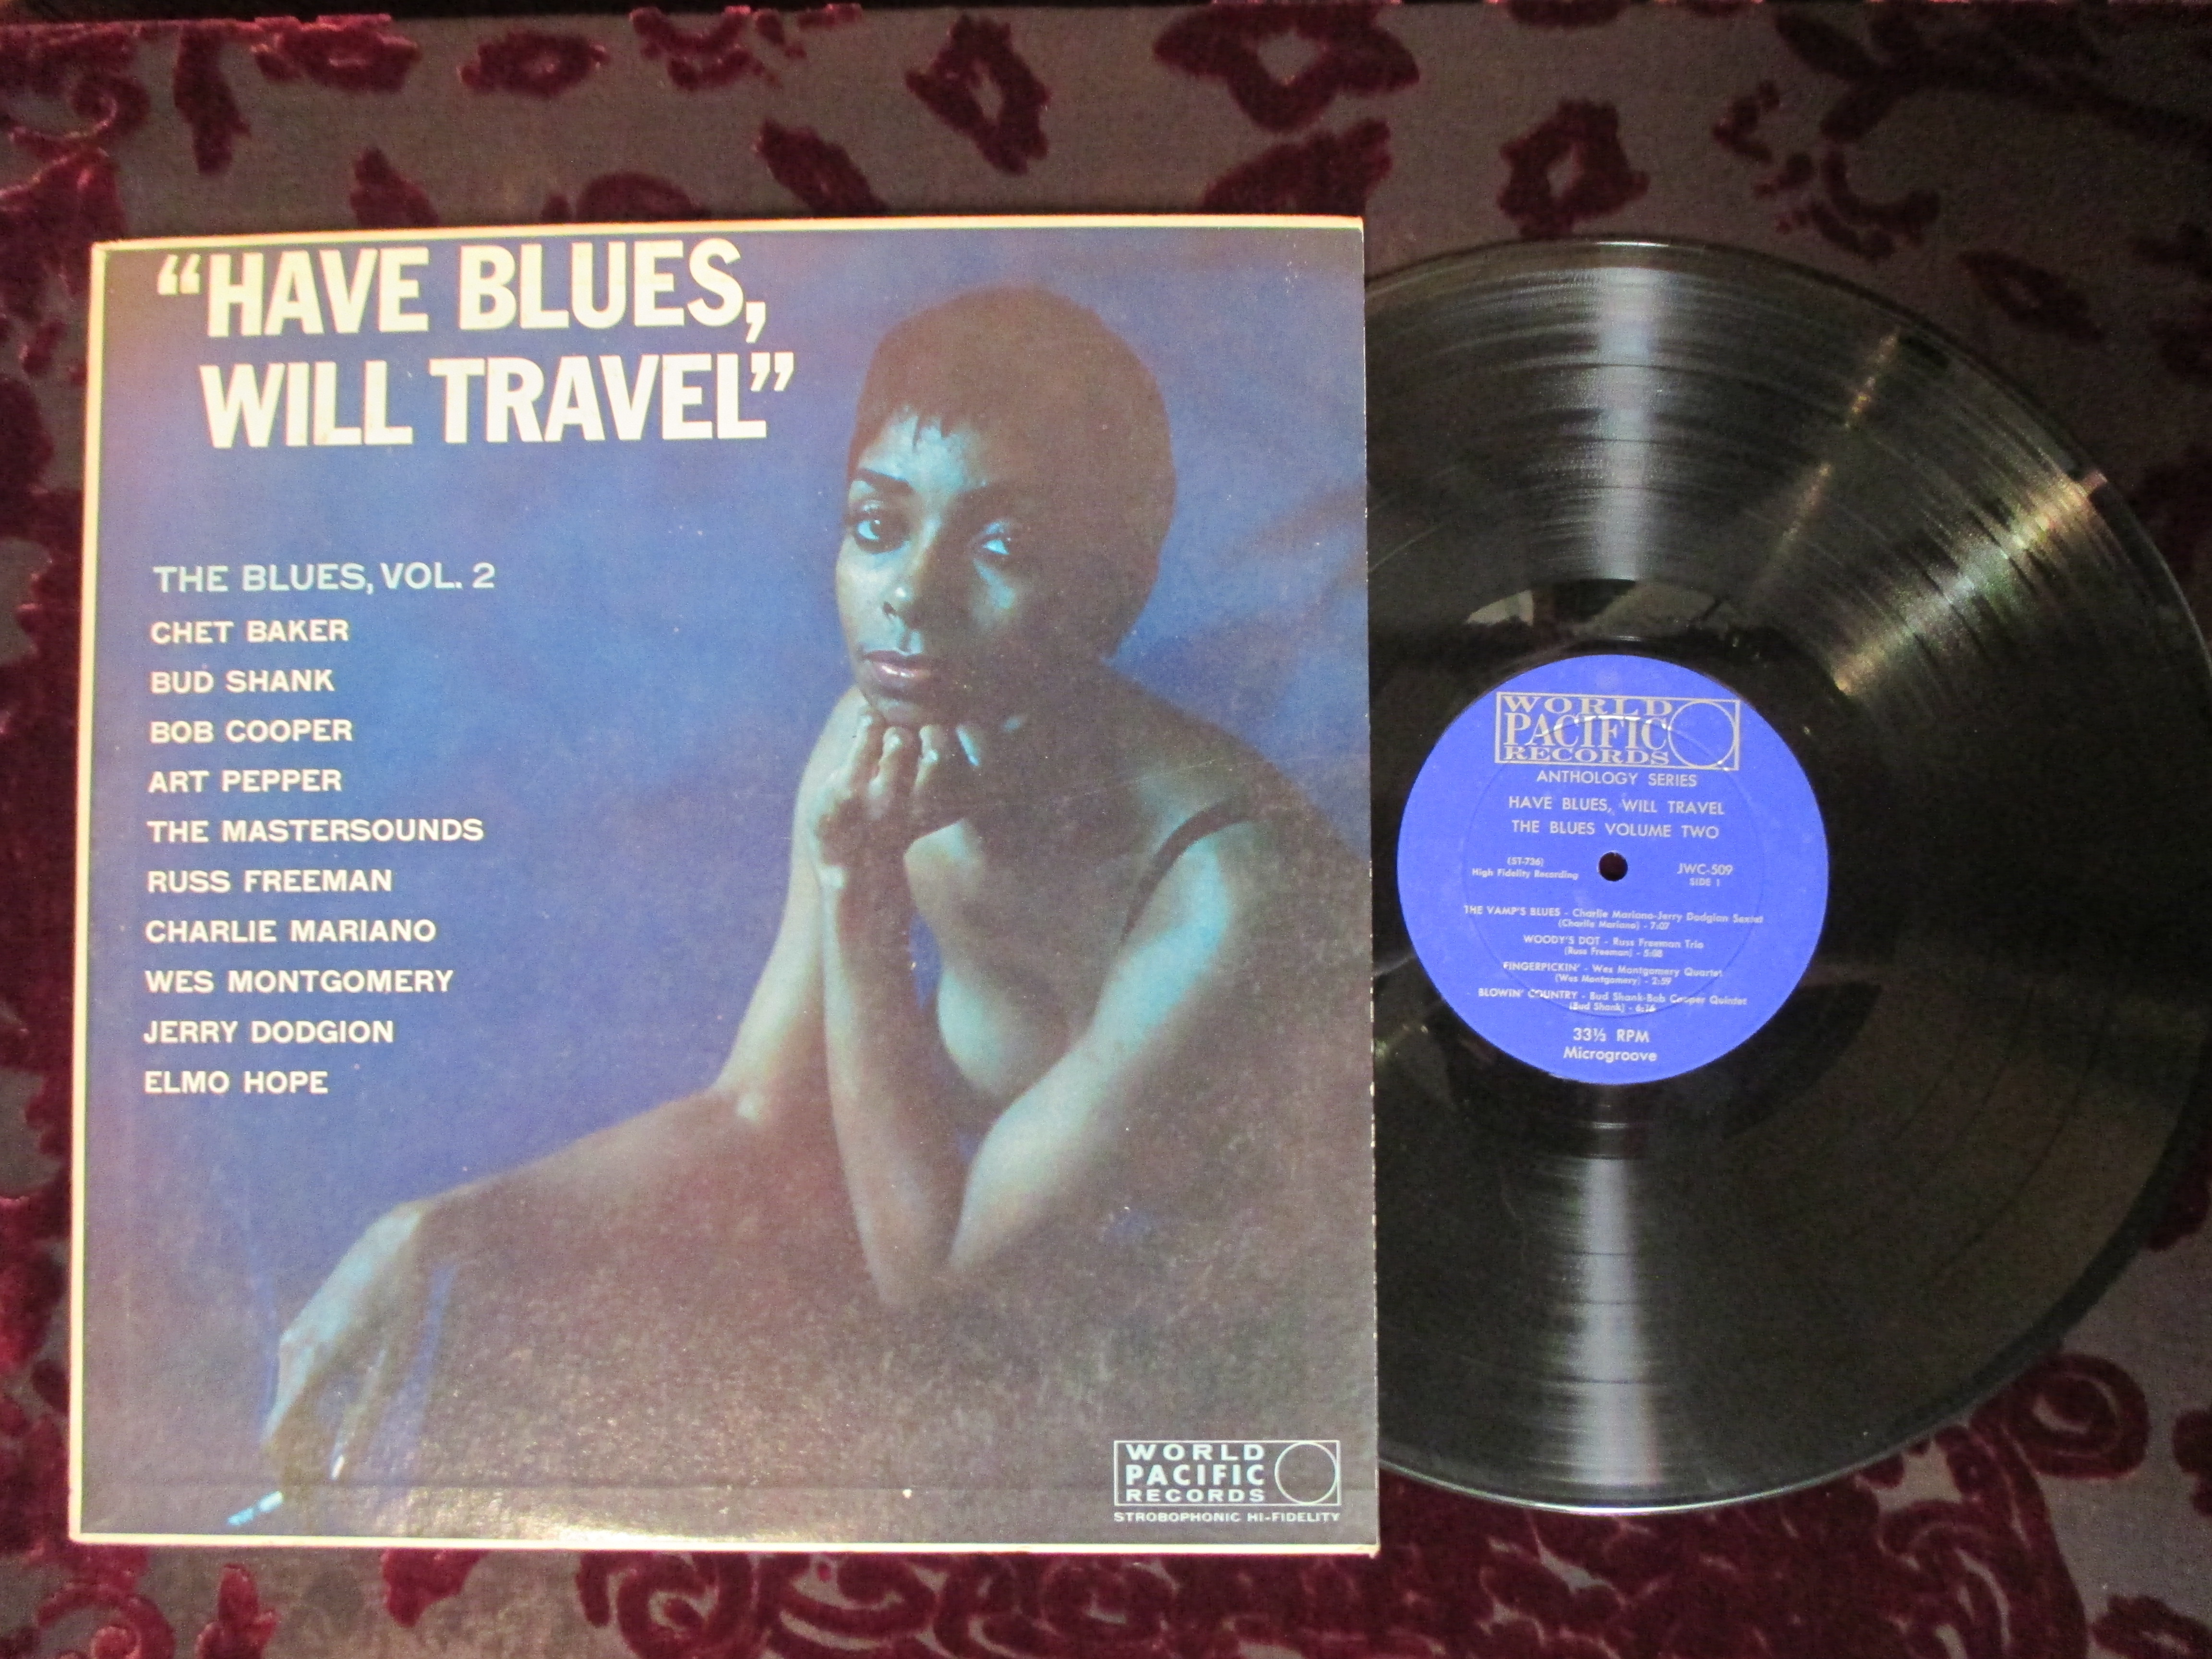 “HAVE BLUES,
WILL TRAVEL”
THE BLUES, VOL. 2
CHET BAKER
BUD SHANK
BOB COOPER
ART PEPPER
THE MASTERSOUNDS
RUSS FREEMAN
CHARLIE MARIANO
WES MONTGOMERY
JERRY DODGION
ELMO HOPE
WORLD
PACIFIC
RECORDS
STROBOPHONIC HI-FIDELITY
WORLD
PACIFIC
RECORDS
ANTHOLOGY SERIES
HAVE BLUES, WILL TRAVEL
THE BLUES VOLUME TWO
(ST-726)
High Fidelity Recording
JWC-509
SIDE 1
THE VAMP'S BLUES - Charlie Mariano-Jerry Dodgion Sextet
(Charlie Mariano) - 7:07
WOODY'S DOT - Russ Freeman Trio
(Russ Freeman) - 5:08
FINGERPICKIN' - Wes Montgomery Quartet
(Wes Montgomery) - 2:59
BLOWIN' COUNTRY - Bud Shank-Bob Cooper Quintet
(Bud Shank) - 6:16
33⅓ RPM
Microgroove